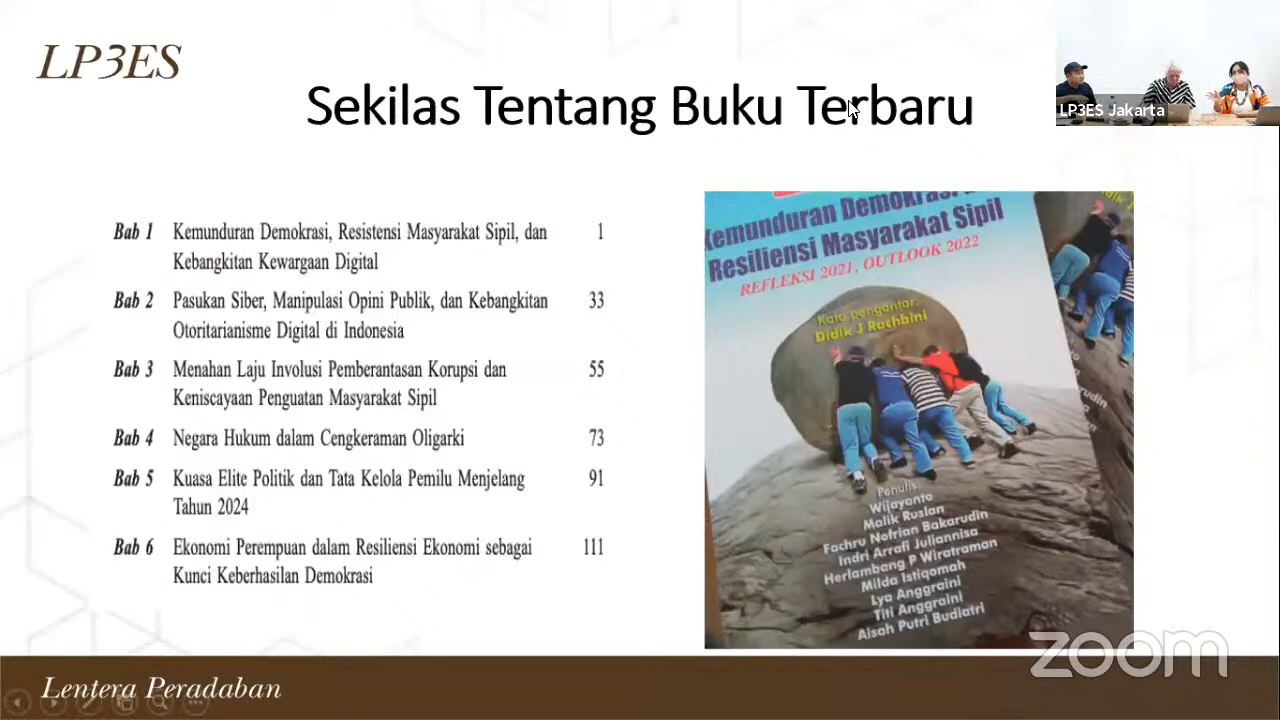 LP3ES
Sekilas Tentang Buku Terbaru
LP3ES Jakarta
Bab 1 Kemunduran Demokrasi, Resistensi Masyarakat Sipil, dan 1
Kebangkitan Kewargaan Digital
Bab 2 Pasukan Siber, Manipulasi Opini Publik, dan Kebangkitan 33
Otoritarianisme Digital di Indonesia
Bab 3 Menahan Laju Involusi Pemberantasan Korupsi dan 55
Keniscayaan Penguatan Masyarakat Sipil
Bab 4 Negara Hukum dalam Cengkeraman Oligarki 73
Bab 5 Kuasa Elite Politik dan Tata Kelola Pemilu Menjelang 91
Tahun 2024
Bab 6 Ekonomi Perempuan dalam Resiliensi Ekonomi sebagai 111
Kunci Keberhasilan Demokrasi
Kemunduran Demokrasi
Resiliensi Masyarakat Sipil
REFLEKSI 2021, OUTLOOK 2022
Kata pengantar:
Didik J Rachbini
Penulis
Wijayanto
Malik Ruslan
Fachru Nofrian Bakarudin
Indri Arrafi Juliannisa
Herlambang P Wiratraman
Milda Istiqomah
Lya Anggraini
Titi Anggraini
Aisah Putri Budiatri
zoom
Lentera Peradaban